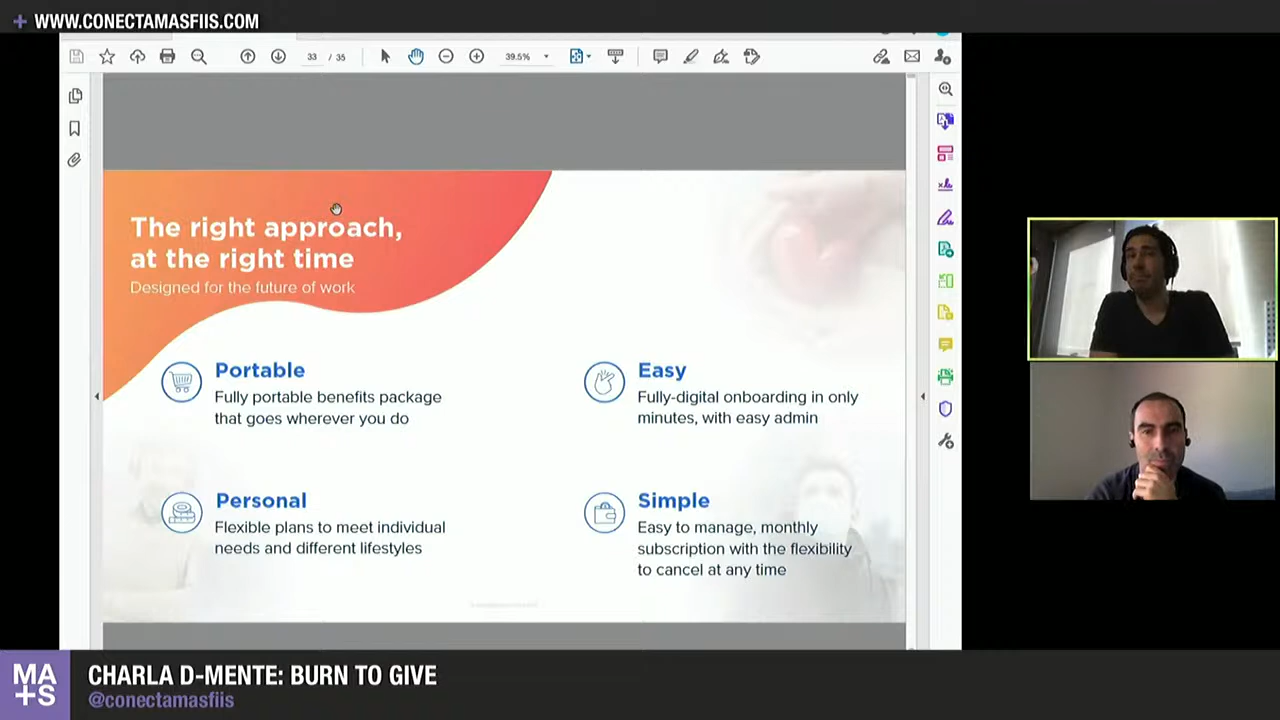 WWW.CONECTAMASFIIS.COM
33 / 35
39.5%
The right approach,
at the right time
Designed for the future of work
Portable
Fully portable benefits package
that goes wherever you do
Easy
Fully-digital onboarding in only
minutes, with easy admin
Personal
Flexible plans to meet individual
needs and different lifestyles
Simple
Easy to manage, monthly
subscription with the flexibility
to cancel at any time
MA
+S
CHARLA D-MENTE: BURN TO GIVE
@conectamasfiis